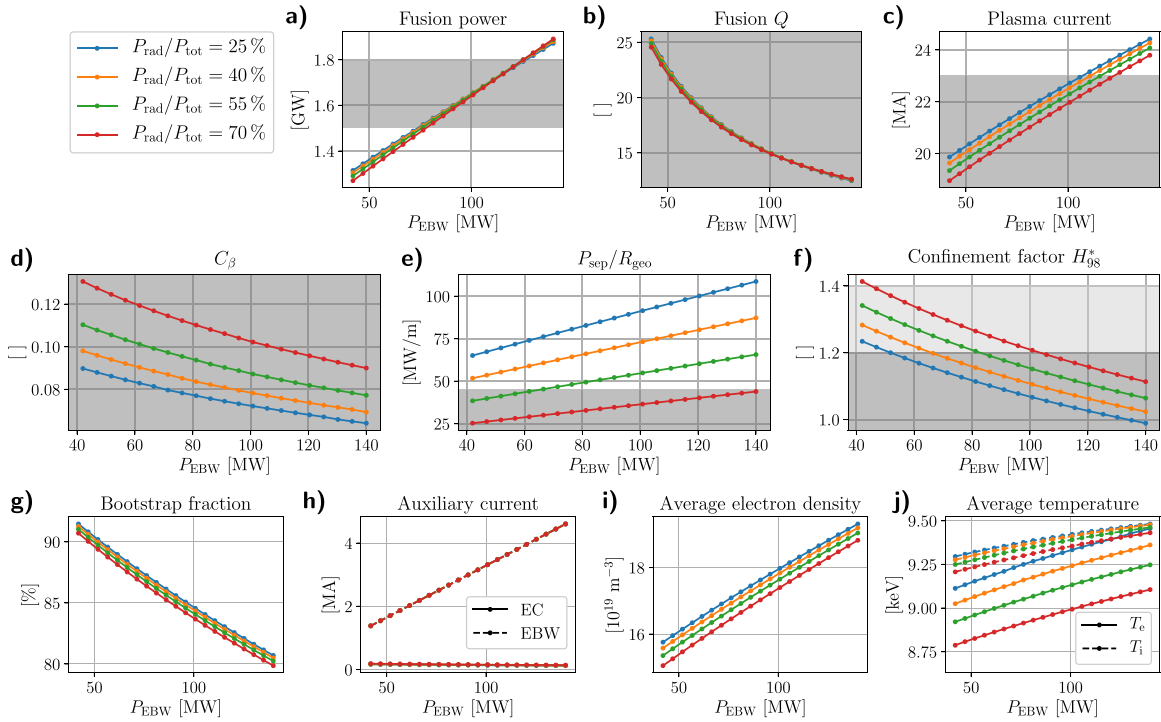 P_rad/P_tot = 25 %
P_rad/P_tot = 40 %
P_rad/P_tot = 55 %
P_rad/P_tot = 70 %
a)
Fusion power
[GW]
1.8
1.6
1.4
50
100
P_EBW [MW]
b)
Fusion Q
[ ]
25
20
15
50
100
P_EBW [MW]
c)
Plasma current
[MA]
24
22
20
50
100
P_EBW [MW]
d)
C_β
[ ]
0.12
0.10
0.08
40
60
80
100
120
140
P_EBW [MW]
e)
P_sep/R_geo
[MW/m]
100
75
50
25
40
60
80
100
120
140
P_EBW [MW]
f)
Confinement factor H*_98
[ ]
1.4
1.2
1.0
40
60
80
100
120
140
P_EBW [MW]
g)
Bootstrap fraction
[%]
90
85
80
50
100
P_EBW [MW]
h)
Auxiliary current
[MA]
4
2
0
EC
EBW
50
100
P_EBW [MW]
i)
Average electron density
[10^19 m^−3]
18
16
50
100
P_EBW [MW]
j)
Average temperature
[keV]
9.50
9.25
9.00
8.75
T_e
T_i
50
100
P_EBW [MW]